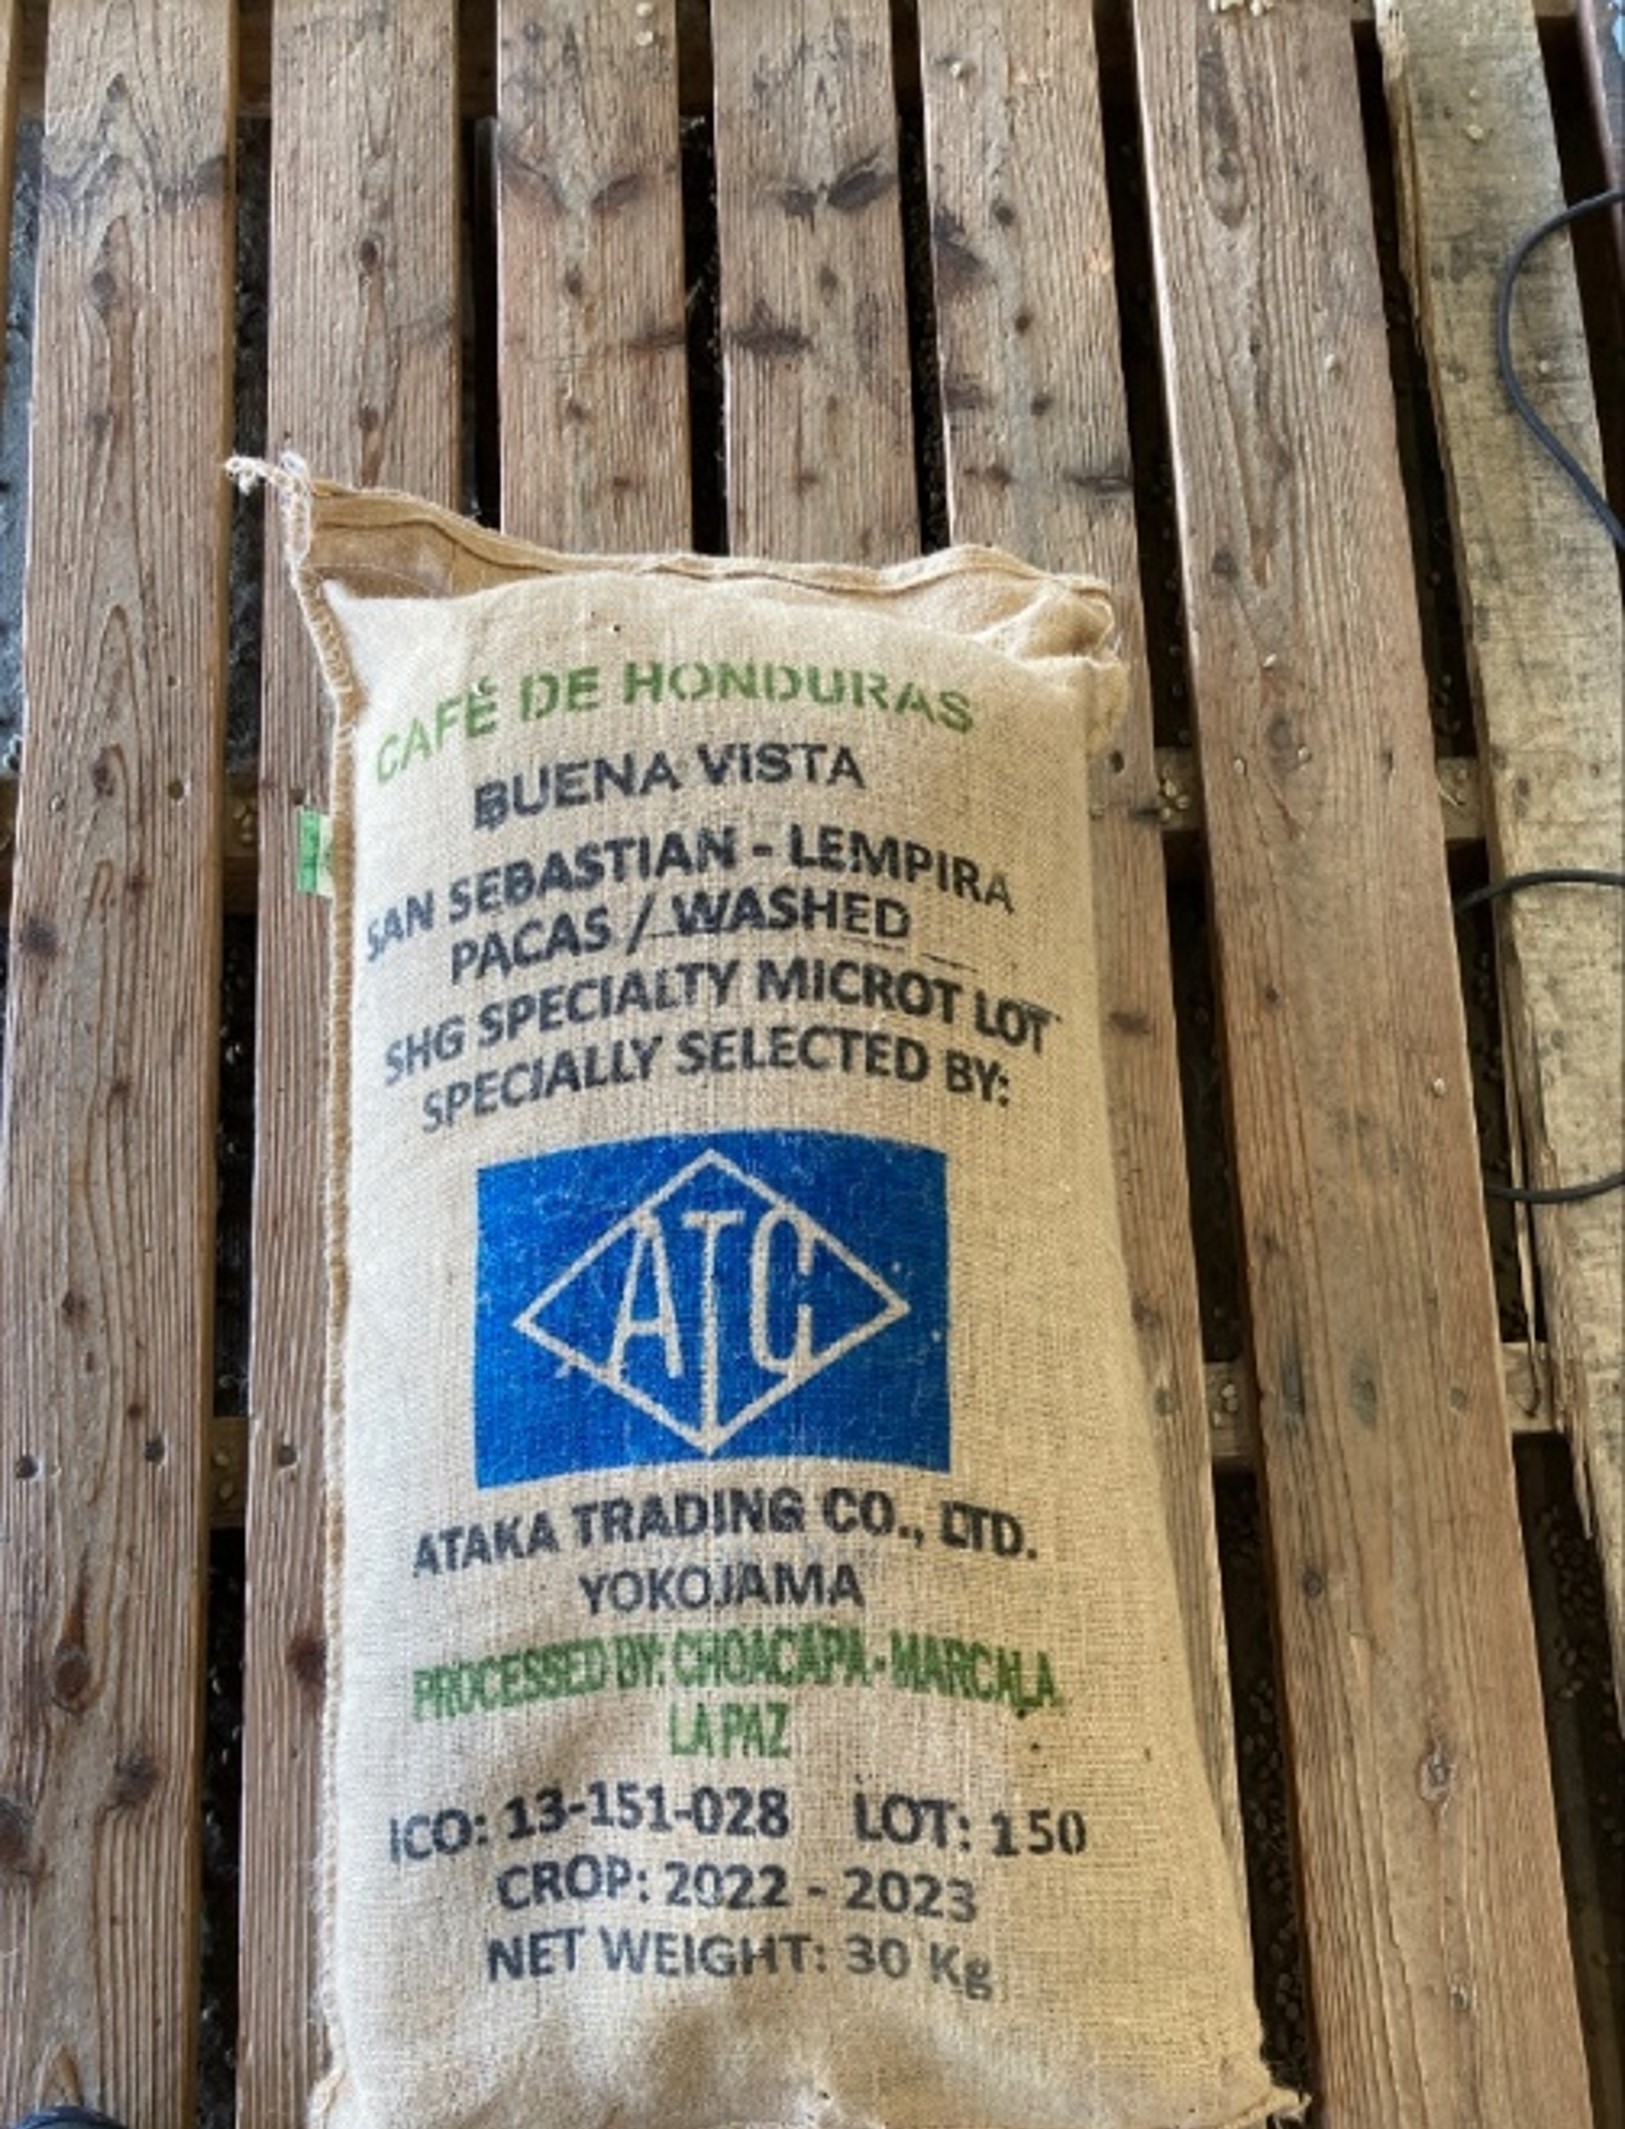 CAFÉ DE HONDURAS
BUENA VISTA
SAN SEBASTIAN - LEMPIRA
PACAS / WASHED
SHG SPECIALTY MICROT LOT
SPECIALLY SELECTED BY:
ATC
ATAKA TRADING CO., LTD.
YOKOJAMA
PROCESSED BY: CHOACAPA - MARCALA
LA PAZ
ICO: 13-151-028 LOT: 150
CROP: 2022 - 2023
NET WEIGHT: 30 Kg